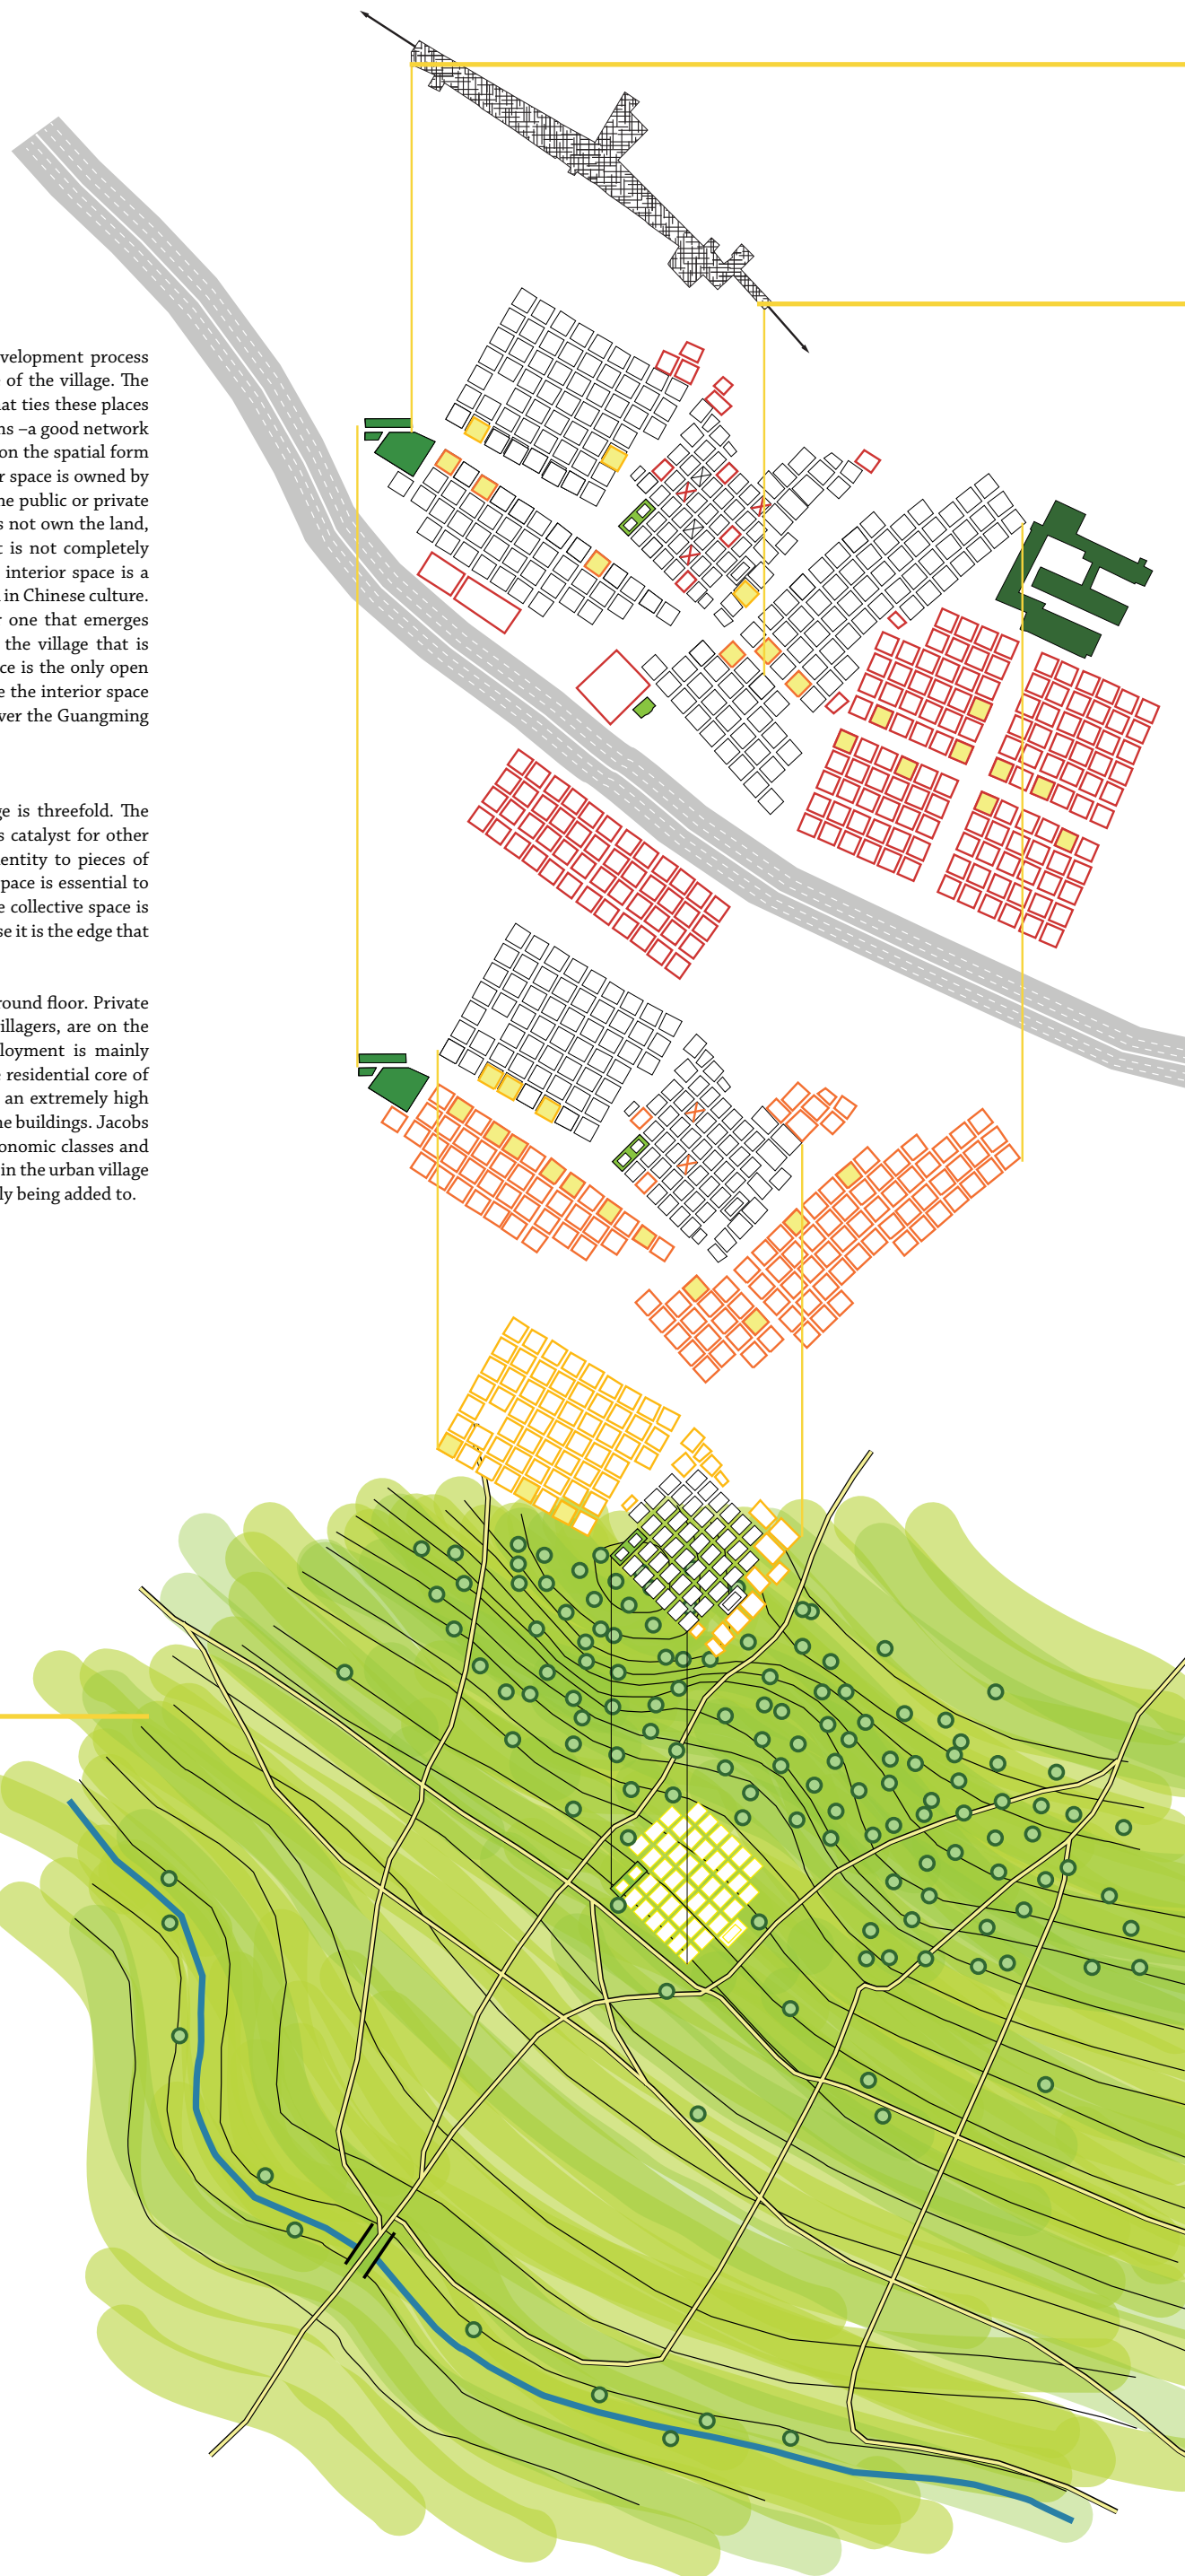 velopment process
e of the village. The
hat ties these places
ns –a good network
on the spatial form
r space is owned by
he public or private
s not own the land,
t is not completely
interior space is a
in Chinese culture.
r one that emerges
the village that is
ce is the only open
e the interior space
ver the Guangming
ge is threefold. The
s catalyst for other
entity to pieces of
pace is essential to
e collective space is
se it is the edge that
round floor. Private
illagers, are on the
loyment is mainly
e residential core of
an extremely high
he buildings. Jacobs
onomic classes and
in the urban village
ly being added to.